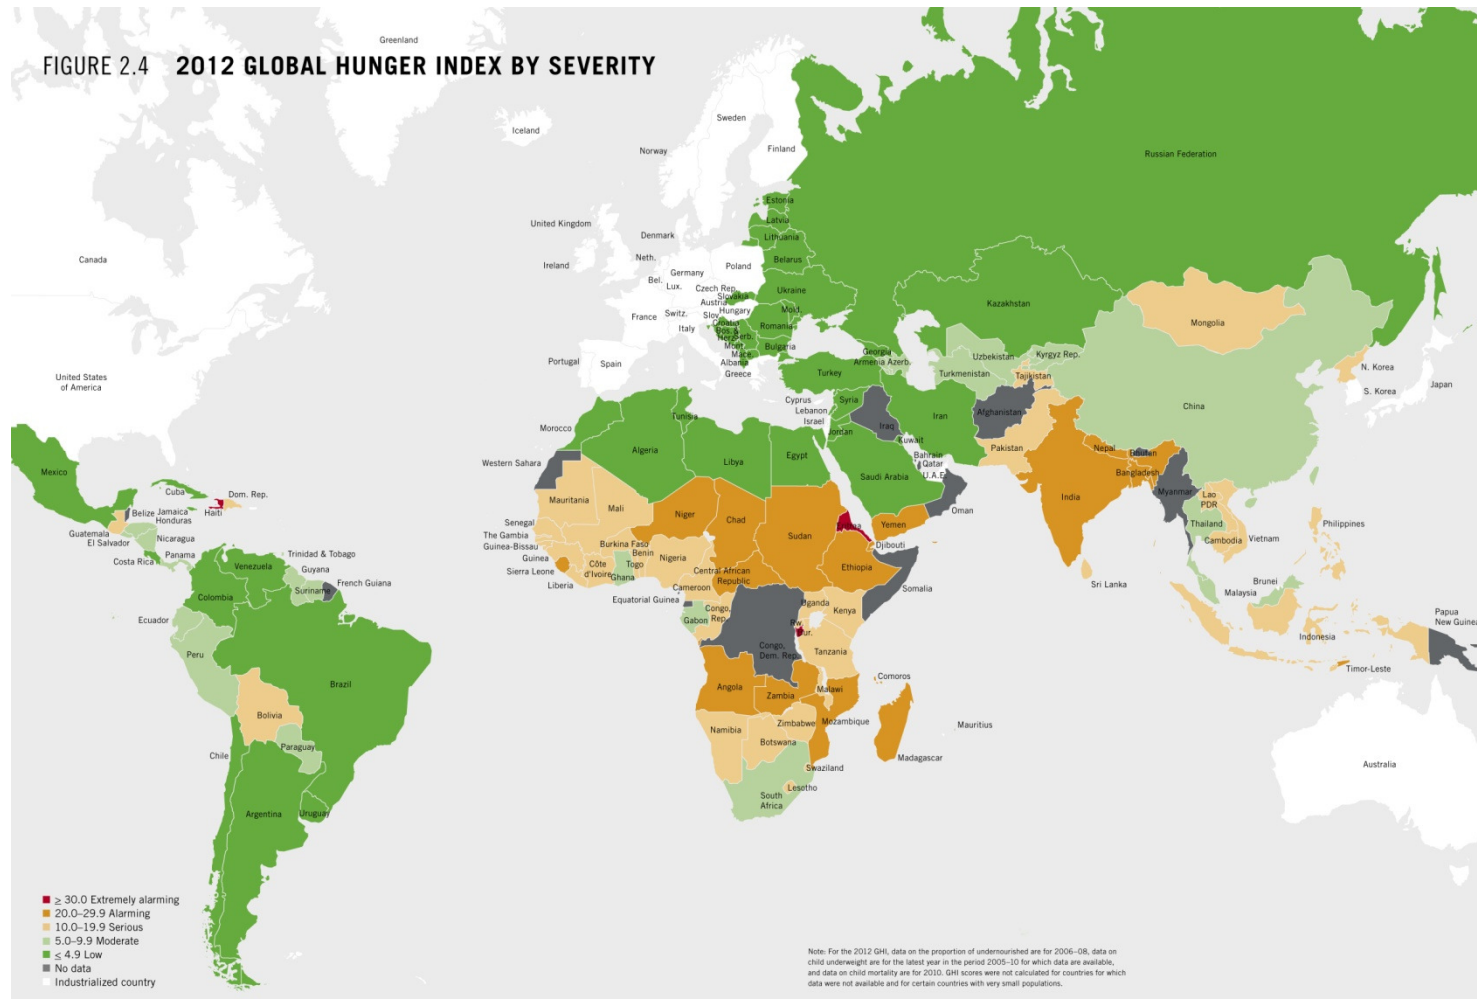 FIGURE 2.4 2012 GLOBAL HUNGER INDEX BY SEVERITY
Greenland
Iceland
Sweden
Norway
Finland
Russian Federation
Estonia
Latvia
Lithuania
Belarus
United Kingdom
Denmark
Ireland
Neth.
Bel.
Lux.
Germany
Poland
Czech Rep.
Slovakia
Austria
Hungary
Ukraine
Mold.
France
Switz.
Slov.
Croatia
Italy
Bos. &
Herz.
Serb.
Romania
Mont.
Mace.
Bulgaria
Albania
Greece
Portugal
Spain
Georgia
Armenia
Azerb.
Turkey
Kazakhstan
Uzbekistan
Kyrgyz Rep.
Turkmenistan
Tajikistan
Mongolia
N. Korea
S. Korea
Japan
China
Canada
United States
of America
Cyprus
Lebanon
Israel
Syria
Jordan
Iraq
Iran
Kuwait
Bahrain
Qatar
U.A.E.
Saudi Arabia
Oman
Yemen
Afghanistan
Pakistan
Nepal
Bhutan
Bangladesh
India
Sri Lanka
Myanmar
Lao
PDR
Thailand
Cambodia
Vietnam
Philippines
Brunei
Malaysia
Indonesia
Timor-Leste
Papua
New Guinea
Australia
Morocco
Tunisia
Algeria
Libya
Egypt
Western Sahara
Mauritania
Mali
Niger
Chad
Sudan
Djibouti
Ethiopia
Somalia
Senegal
The Gambia
Guinea-Bissau
Guinea
Sierra Leone
Liberia
Côte
d'Ivoire
Burkina Faso
Benin
Togo
Ghana
Nigeria
Central African
Republic
Cameroon
Equatorial Guinea
Gabon
Congo,
Rep.
Congo,
Dem. Rep.
Uganda
Kenya
Rw.
Bur.
Tanzania
Angola
Zambia
Malawi
Comoros
Mozambique
Zimbabwe
Namibia
Botswana
Madagascar
Mauritius
Swaziland
Lesotho
South
Africa
Mexico
Cuba
Dom. Rep.
Haiti
Belize
Jamaica
Honduras
Guatemala
El Salvador
Nicaragua
Costa Rica
Panama
Trinidad & Tobago
Venezuela
Guyana
Suriname
French Guiana
Colombia
Ecuador
Peru
Brazil
Bolivia
Paraguay
Chile
Argentina
Uruguay
≥ 30.0 Extremely alarming
20.0–29.9 Alarming
10.0–19.9 Serious
5.0–9.9 Moderate
≤ 4.9 Low
No data
Industrialized country
Note: For the 2012 GHI, data on the proportion of undernourished are for 2006–08, data on
child underweight are for the latest year in the period 2005–10 for which data are available,
and data on child mortality are for 2010. GHI scores were not calculated for countries for which
data were not available and for certain countries with very small populations.